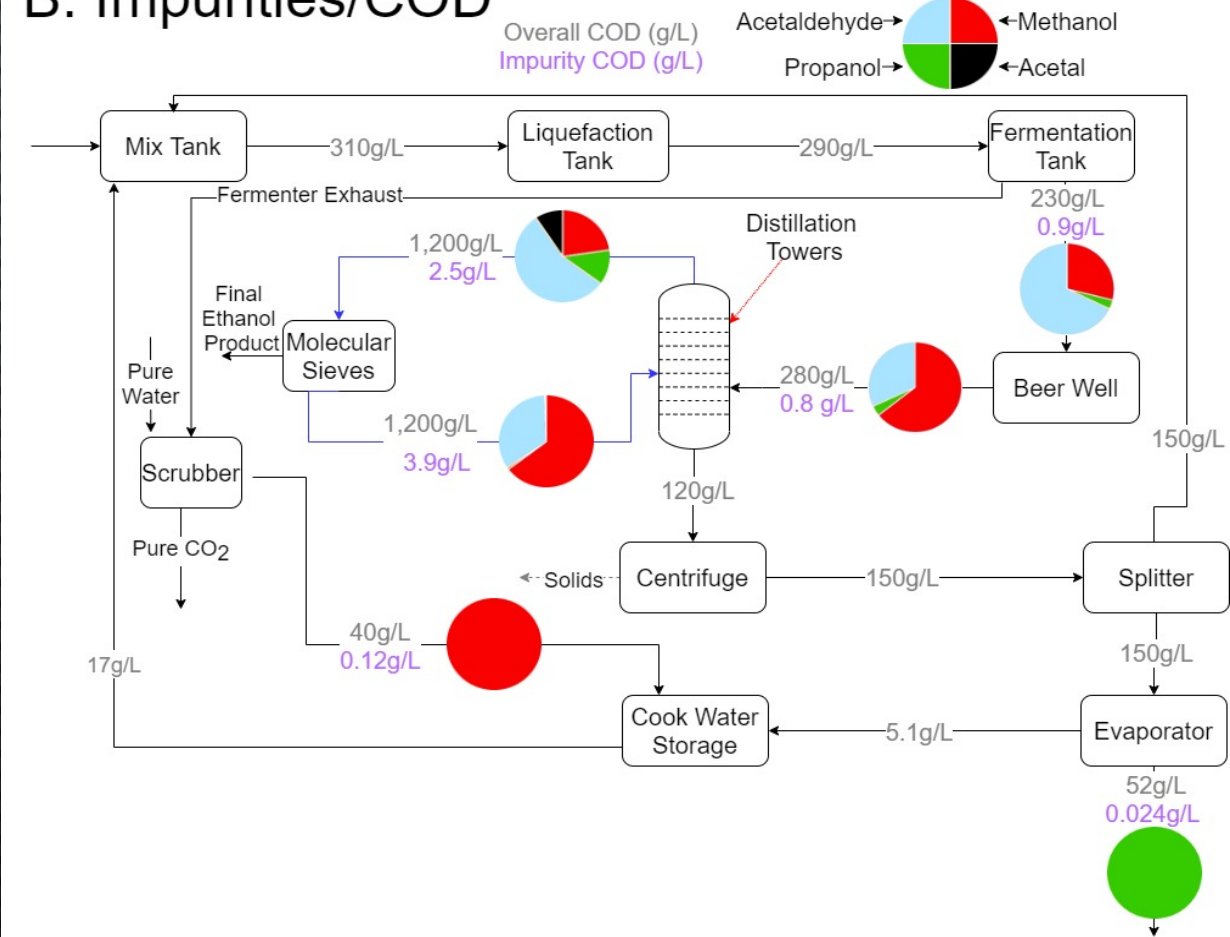 B. Impurities/COD
Overall COD (g/L)
Impurity COD (g/L)
Acetaldehyde
Methanol
Propanol
Acetal
Mix Tank
310g/L
Liquefaction
Tank
290g/L
Fermentation
Tank
Fermenter Exhaust
230g/L
0.9g/L
1,200g/L
2.5g/L
Distillation
Towers
Final
Ethanol
Product
Molecular
Sieves
Pure
Water
280g/L
0.8 g/L
Beer Well
1,200g/L
3.9g/L
150g/L
Scrubber
120g/L
Pure CO2
Solids
Centrifuge
150g/L
Splitter
40g/L
0.12g/L
17g/L
150g/L
Cook Water
Storage
5.1g/L
Evaporator
52g/L
0.024g/L